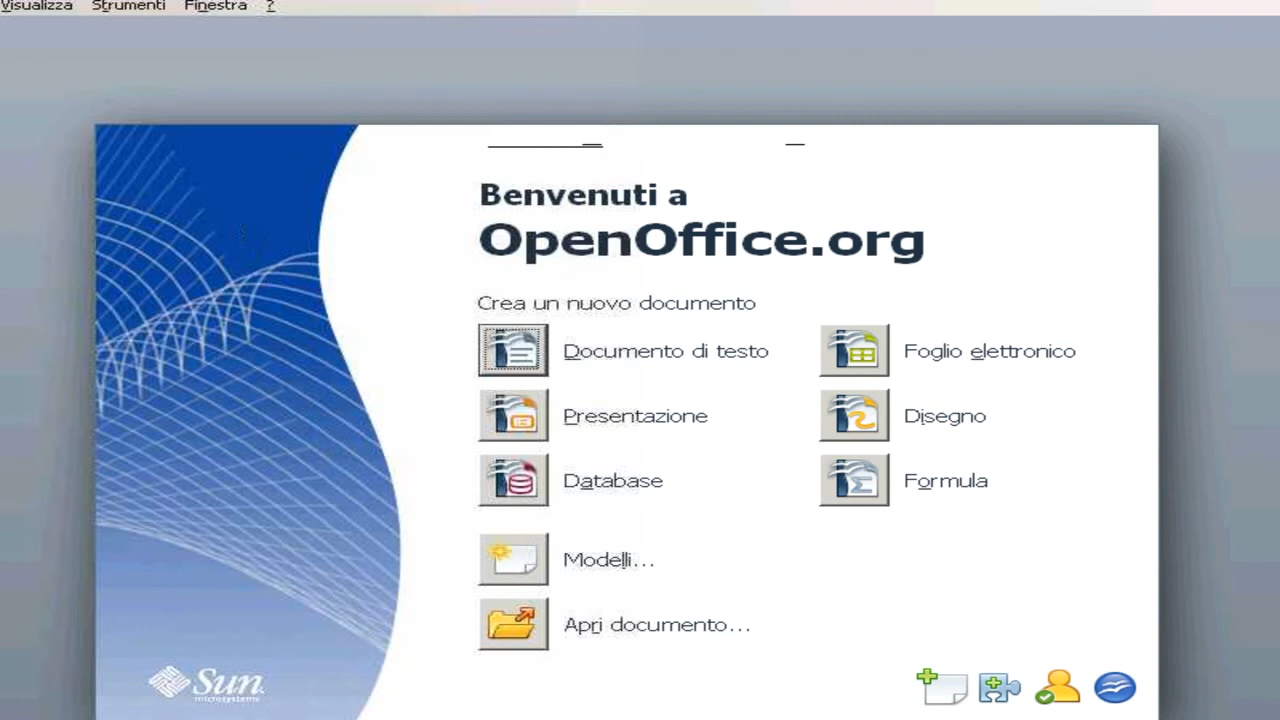 Visualizza Strumenti Finestra ?
Benvenuti a
OpenOffice.org
Crea un nuovo documento
Documento di testo
Foglio elettronico
Presentazione
Disegno
Database
Formula
Modelli...
Apri documento...
Sun
microsystems